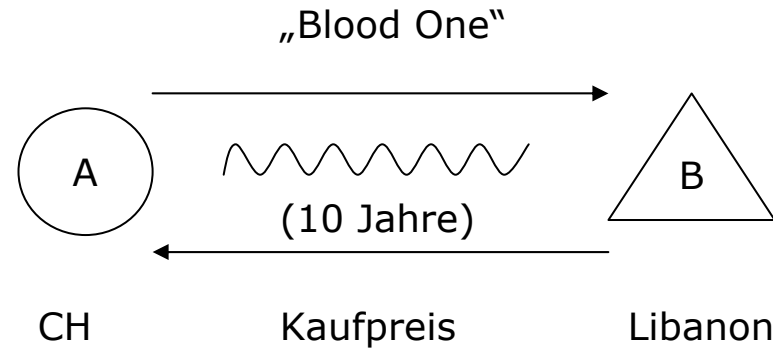 „Blood One“
A
B
(10 Jahre)
CH Kaufpreis Libanon